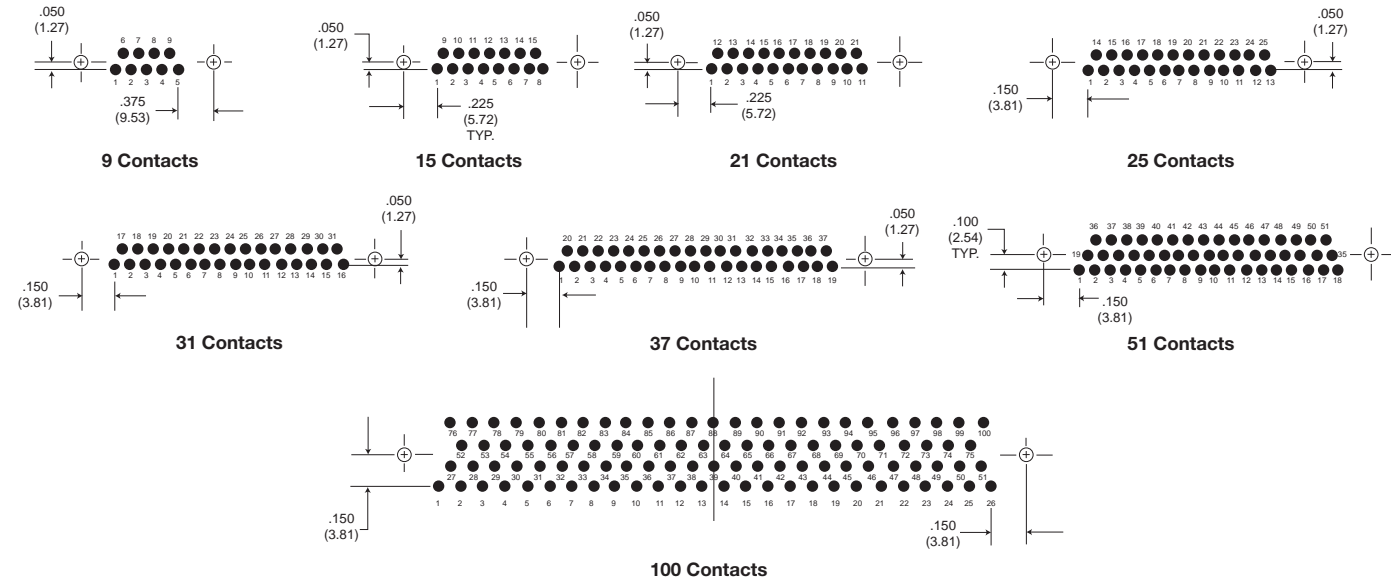 .050
(1.27)
6 7 8 9
1 2 3 4 5
.375
(9.53)
9 Contacts
.050
(1.27)
9 10 11 12 13 14 15
1 2 3 4 5 6 7 8
.225
(5.72)
TYP.
15 Contacts
.050
(1.27)
12 13 14 15 16 17 18 19 20 21
1 2 3 4 5 6 7 8 9 10 11
.225
(5.72)
21 Contacts
.050
(1.27)
14 15 16 17 18 19 20 21 22 23 24 25
1 2 3 4 5 6 7 8 9 10 11 12 13
.150
(3.81)
25 Contacts
.050
(1.27)
17 18 19 20 21 22 23 24 25 26 27 28 29 30 31
1 2 3 4 5 6 7 8 9 10 11 12 13 14 15 16
.150
(3.81)
31 Contacts
.050
(1.27)
20 21 22 23 24 25 26 27 28 29 30 31 32 33 34 35 36 37
1 2 3 4 5 6 7 8 9 10 11 12 13 14 15 16 17 18 19
.150
(3.81)
37 Contacts
.100
(2.54)
TYP.
36 37 38 39 40 41 42 43 44 45 46 47 48 49 50 51
19 35
1 2 3 4 5 6 7 8 9 10 11 12 13 14 15 16 17 18
.150
(3.81)
51 Contacts
76 77 78 79 80 81 82 83 84 85 86 87 88 89 90 91 92 93 94 95 96 97 98 99 100
52 53 54 55 56 57 58 59 60 61 62 63 64 65 66 67 68 69 70 71 72 73 74 75
27 28 29 30 31 32 33 34 35 36 37 38 39 40 41 42 43 44 45 46 47 48 49 50 51
1 2 3 4 5 6 7 8 9 10 11 12 13 14 15 16 17 18 19 20 21 22 23 24 25 26
.150
(3.81)
.150
(3.81)
100 Contacts